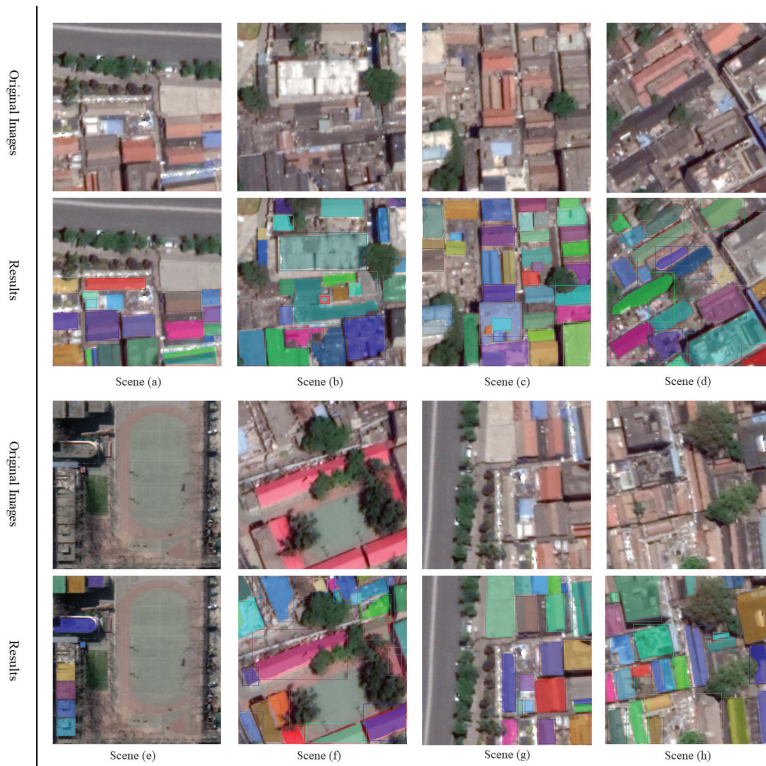 Original Images
Results
Scene (a)
Scene (b)
Scene (c)
Scene (d)
Original Images
Results
Scene (e)
Scene (f)
Scene (g)
Scene (h)